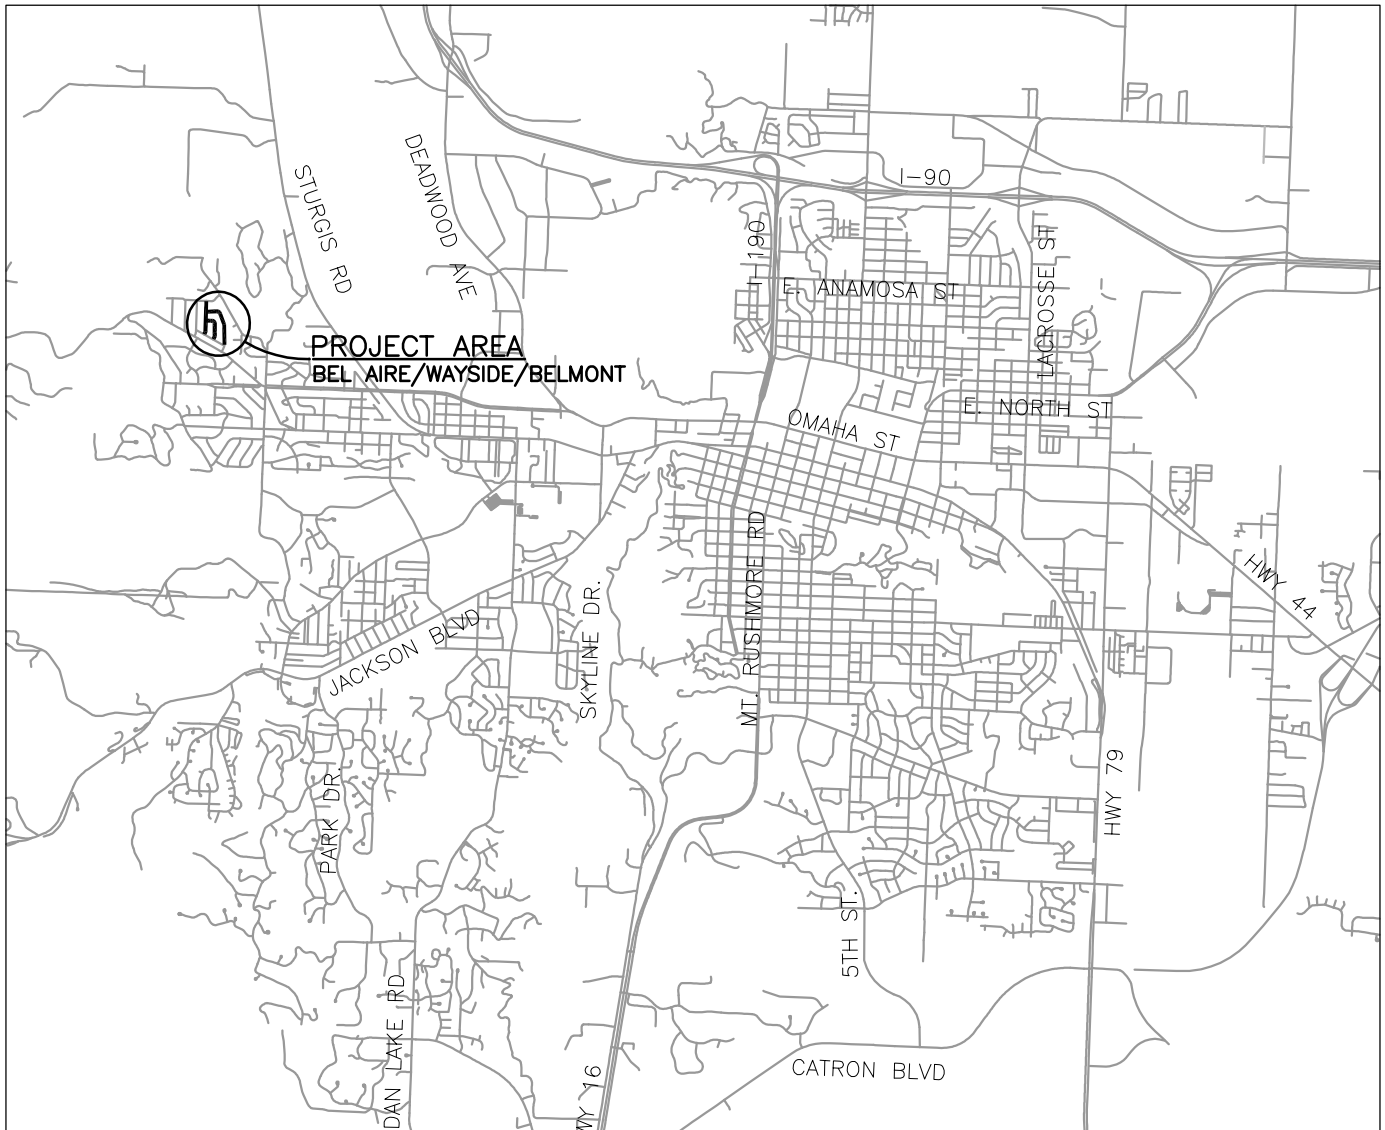 DEADWOOD AVE
STURGIS RD
I-90
I-190
LACROSSE ST
E. ANAMOSA ST
PROJECT AREA
BEL AIRE/WAYSIDE/BELMONT
E. NORTH ST
OMAHA ST
HWY 44
MT. RUSHMORE RD
SKYLINE DR.
JACKSON BLVD
PARK DR.
HWY 79
5TH ST.
DAN LAKE RD
WY 16
CATRON BLVD